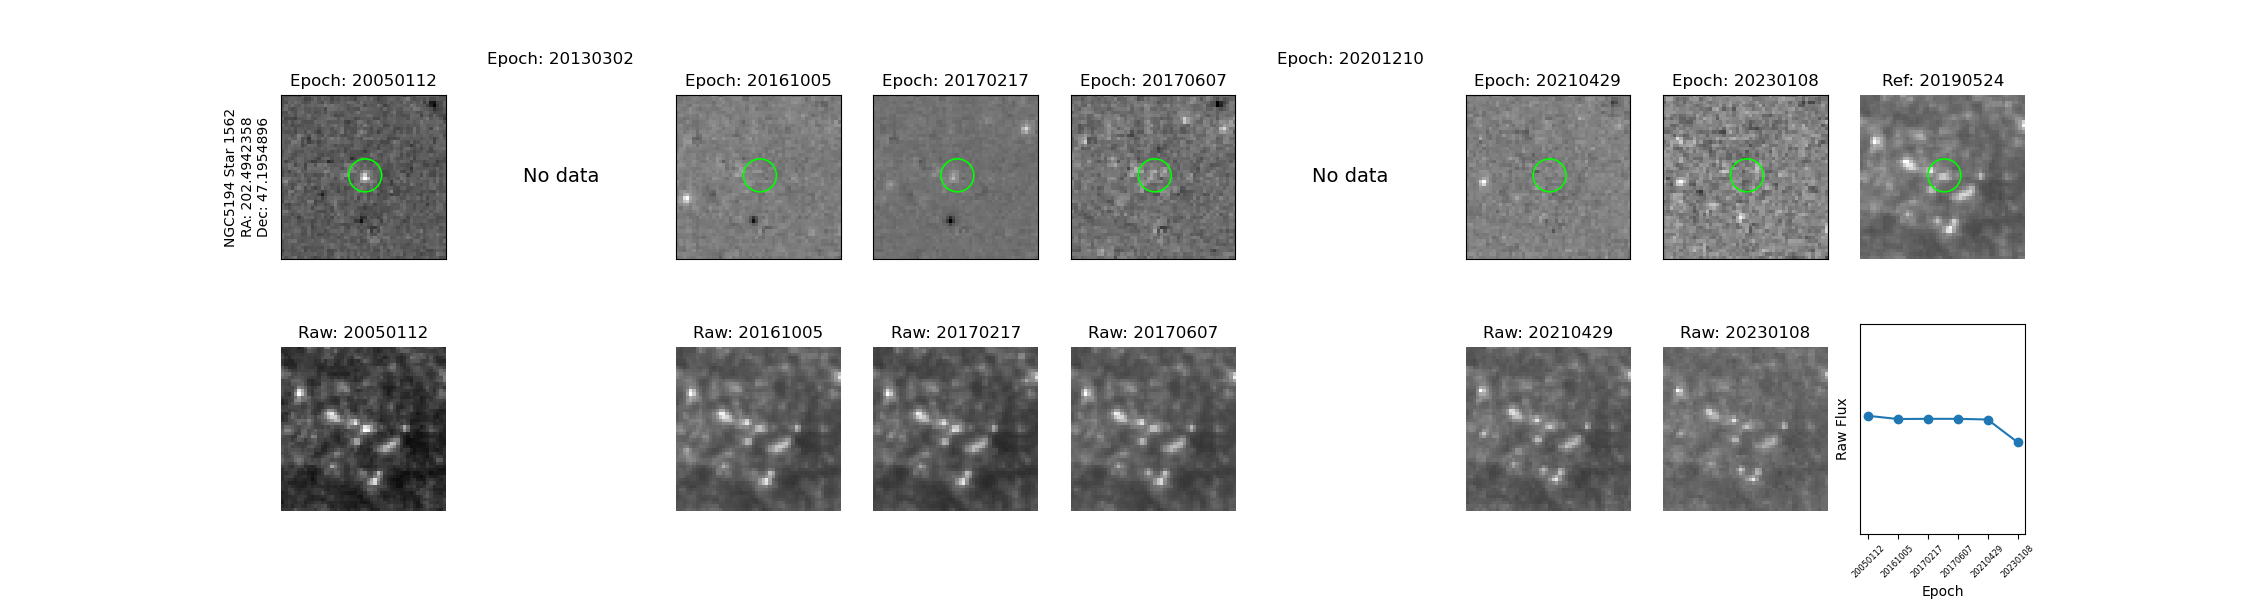 Epoch: 20130302
Epoch: 20201210
Epoch: 20050112
Epoch: 20161005
Epoch: 20170217
Epoch: 20170607
Epoch: 20210429
Epoch: 20230108
Ref: 20190524
NGC5194 Star 1562
RA: 202.4942358
Dec: 47.1954896
No data
No data
Raw: 20050112
Raw: 20161005
Raw: 20170217
Raw: 20170607
Raw: 20210429
Raw: 20230108
Raw Flux
20050112
20161005
20170217
20170607
20210429
20230108
Epoch